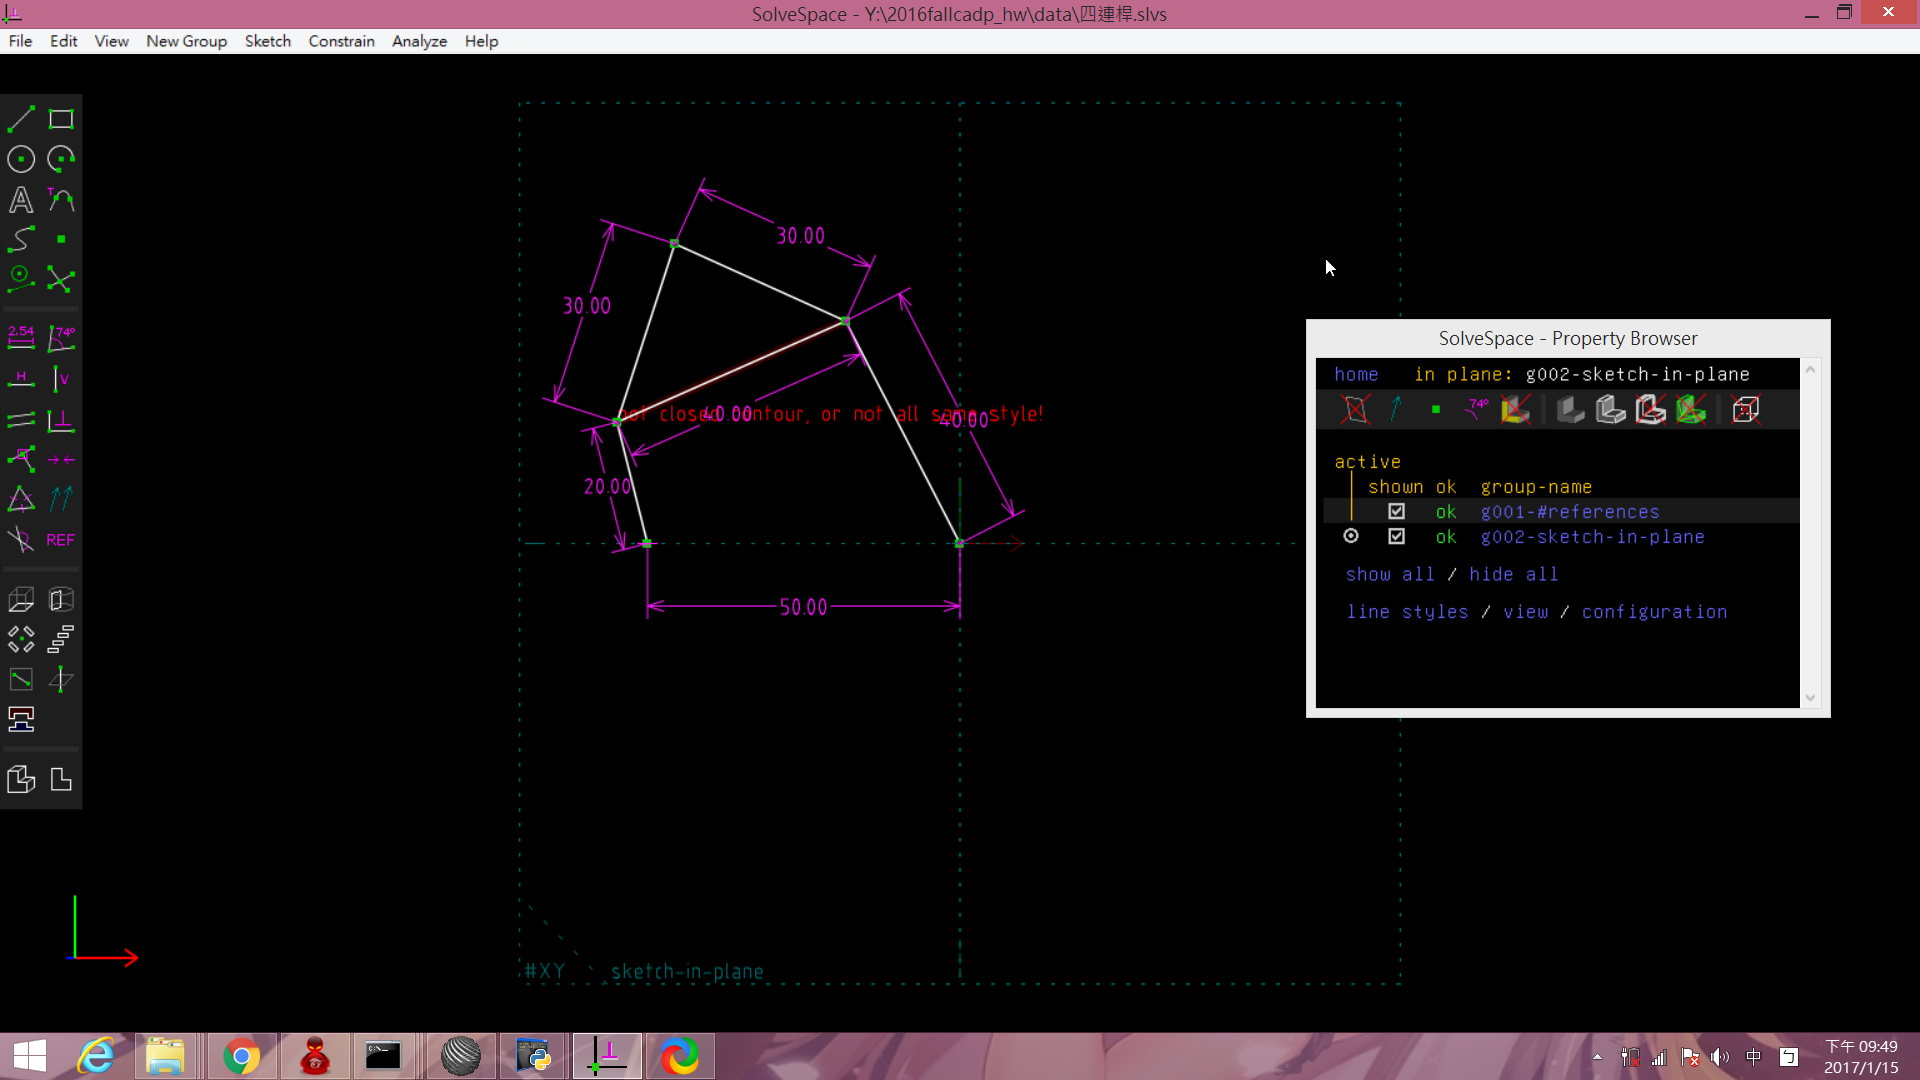 SolveSpace - Y:\2016fallcadp_hw\data\四連桿.slvs
File Edit View New Group Sketch Constrain Analyze Help
A T
2.54 74°
H V
REF
30.00
30.00
not closed contour, or not all same style!
40.00
40.00
20.00
50.00
#XY sketch-in-plane
SolveSpace - Property Browser
home in plane: g002-sketch-in-plane
74°
active
shown ok group-name
ok g001-#references
ok g002-sketch-in-plane
show all / hide all
line styles / view / configuration
中
下午 09:49
2017/1/15